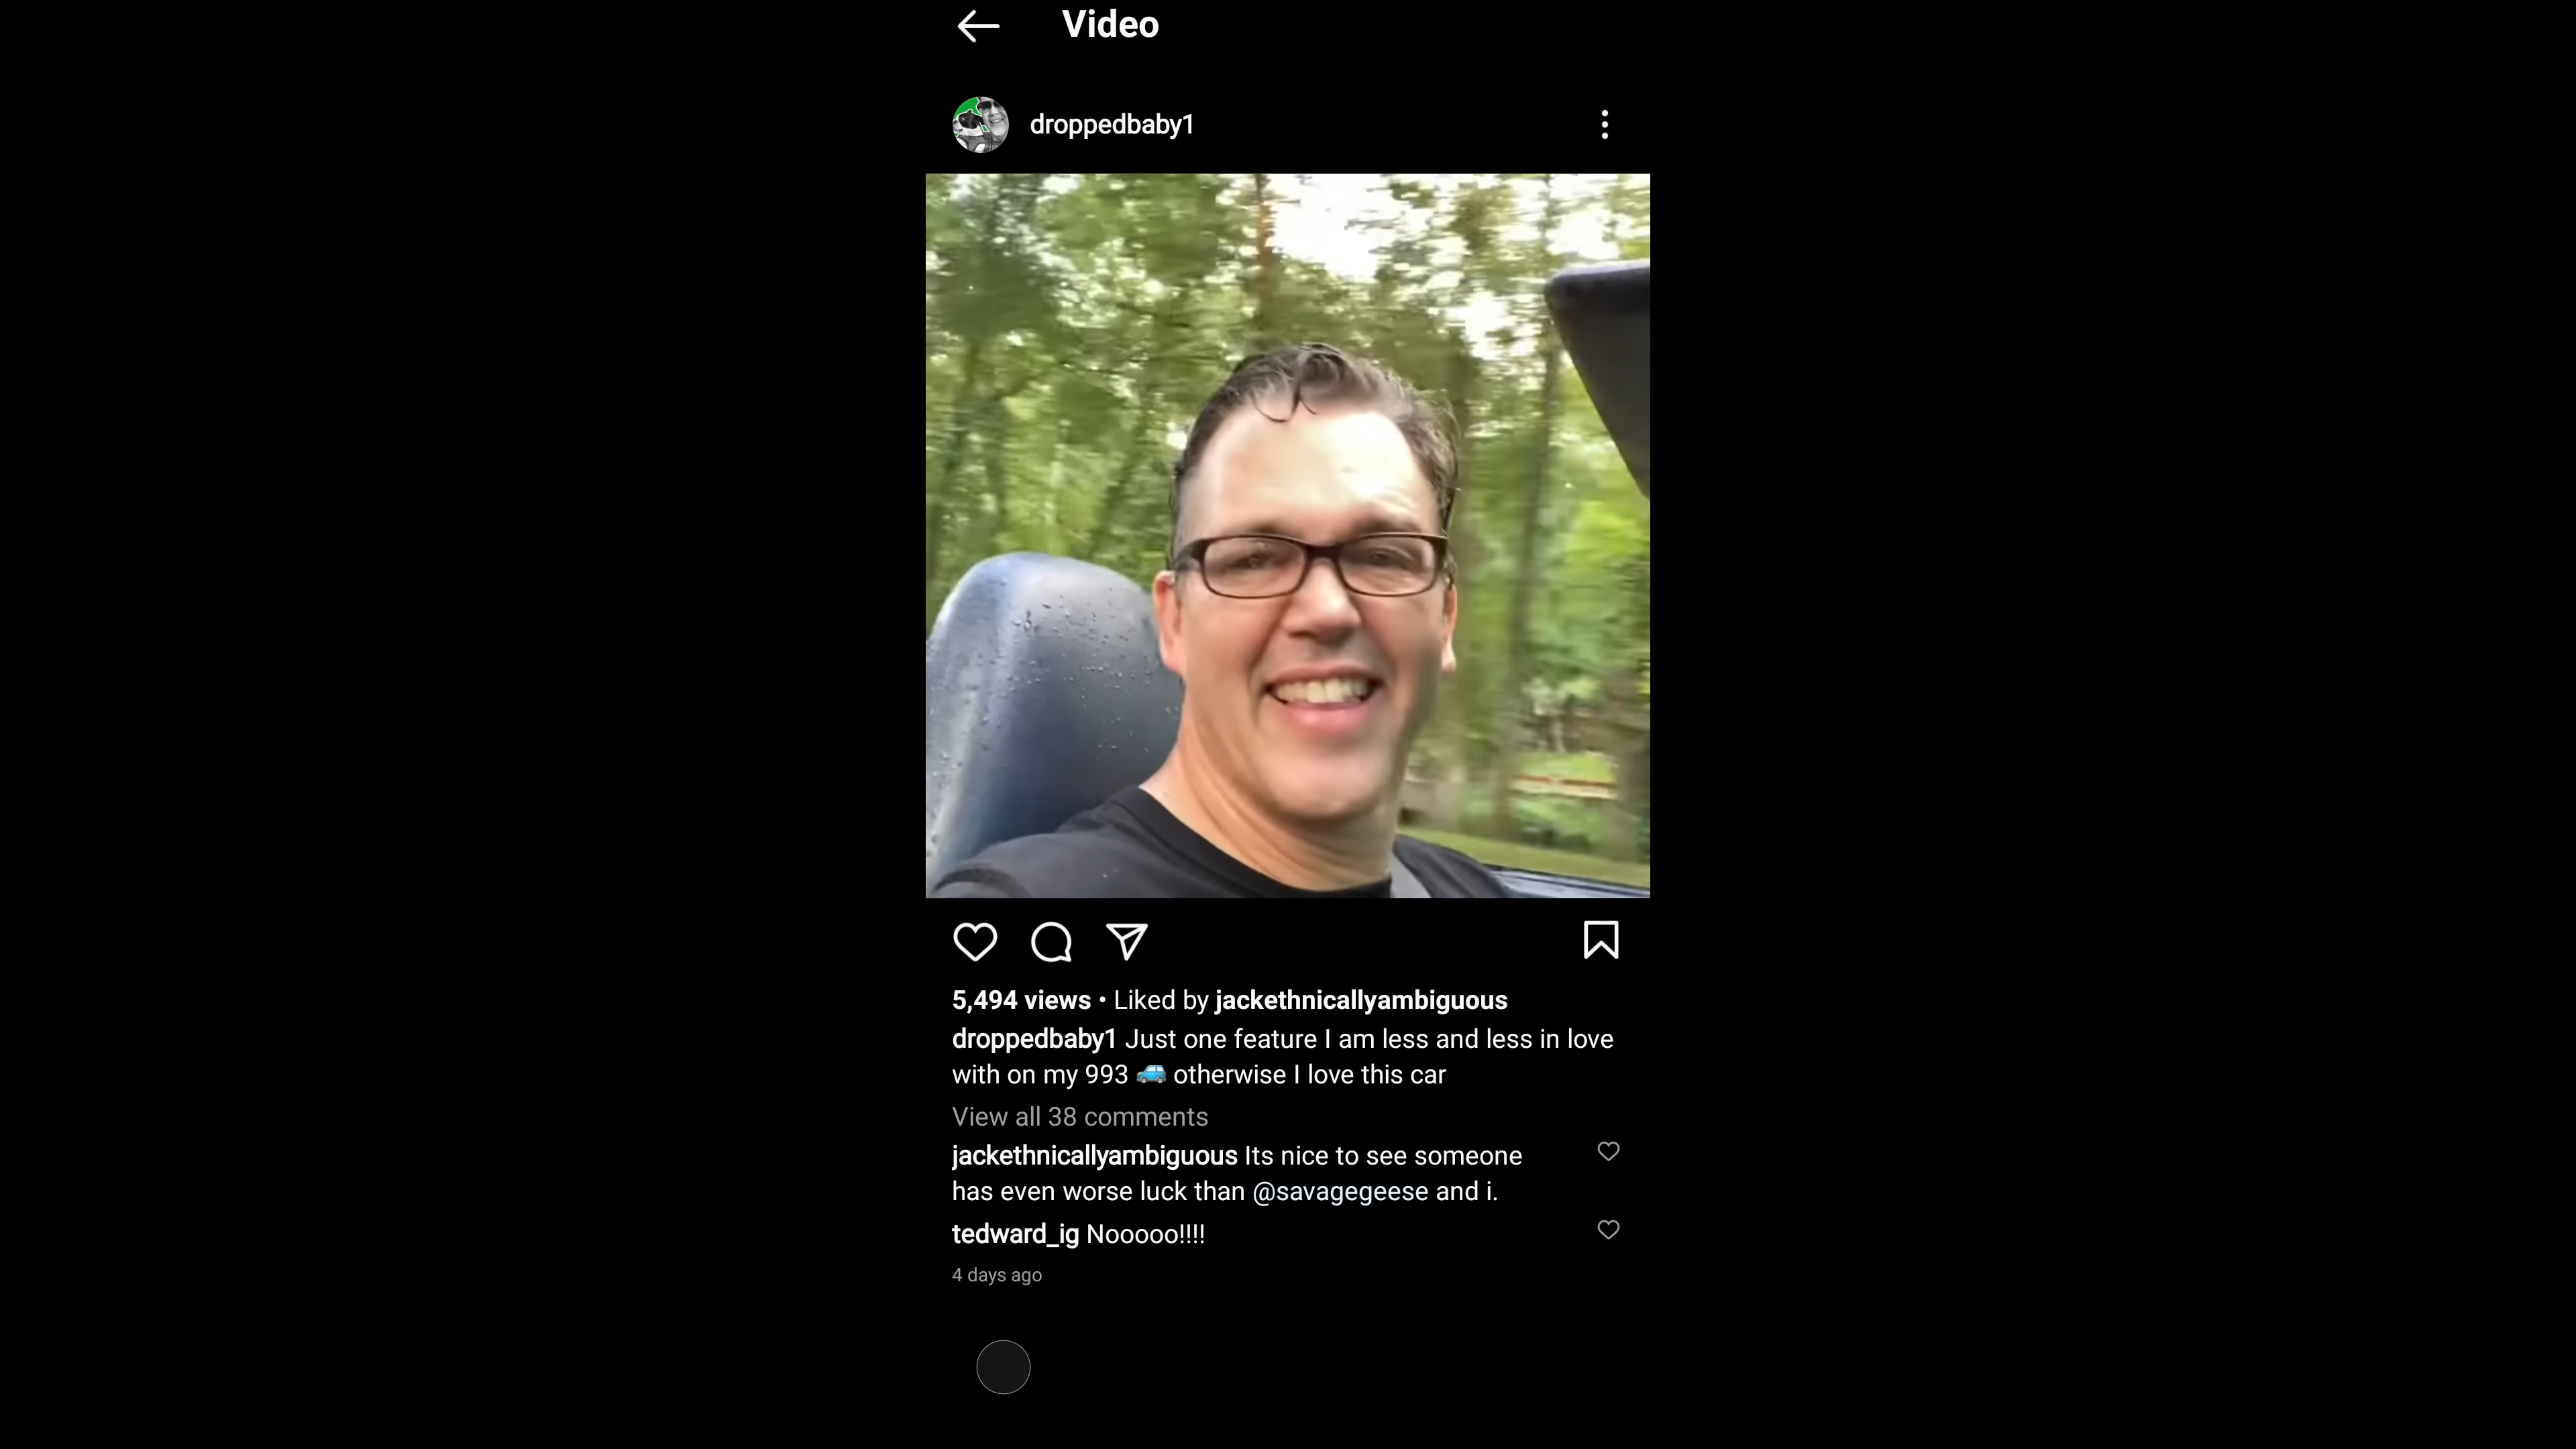 Video
droppedbaby1
5,494 views • Liked by jackethnicallyambiguous
droppedbaby1 Just one feature I am less and less in love
with on my 993 🚙 otherwise I love this car
View all 38 comments
jackethnicallyambiguous Its nice to see someone
has even worse luck than @savagegeese and i.
tedward_ig Nooooo!!!!
4 days ago